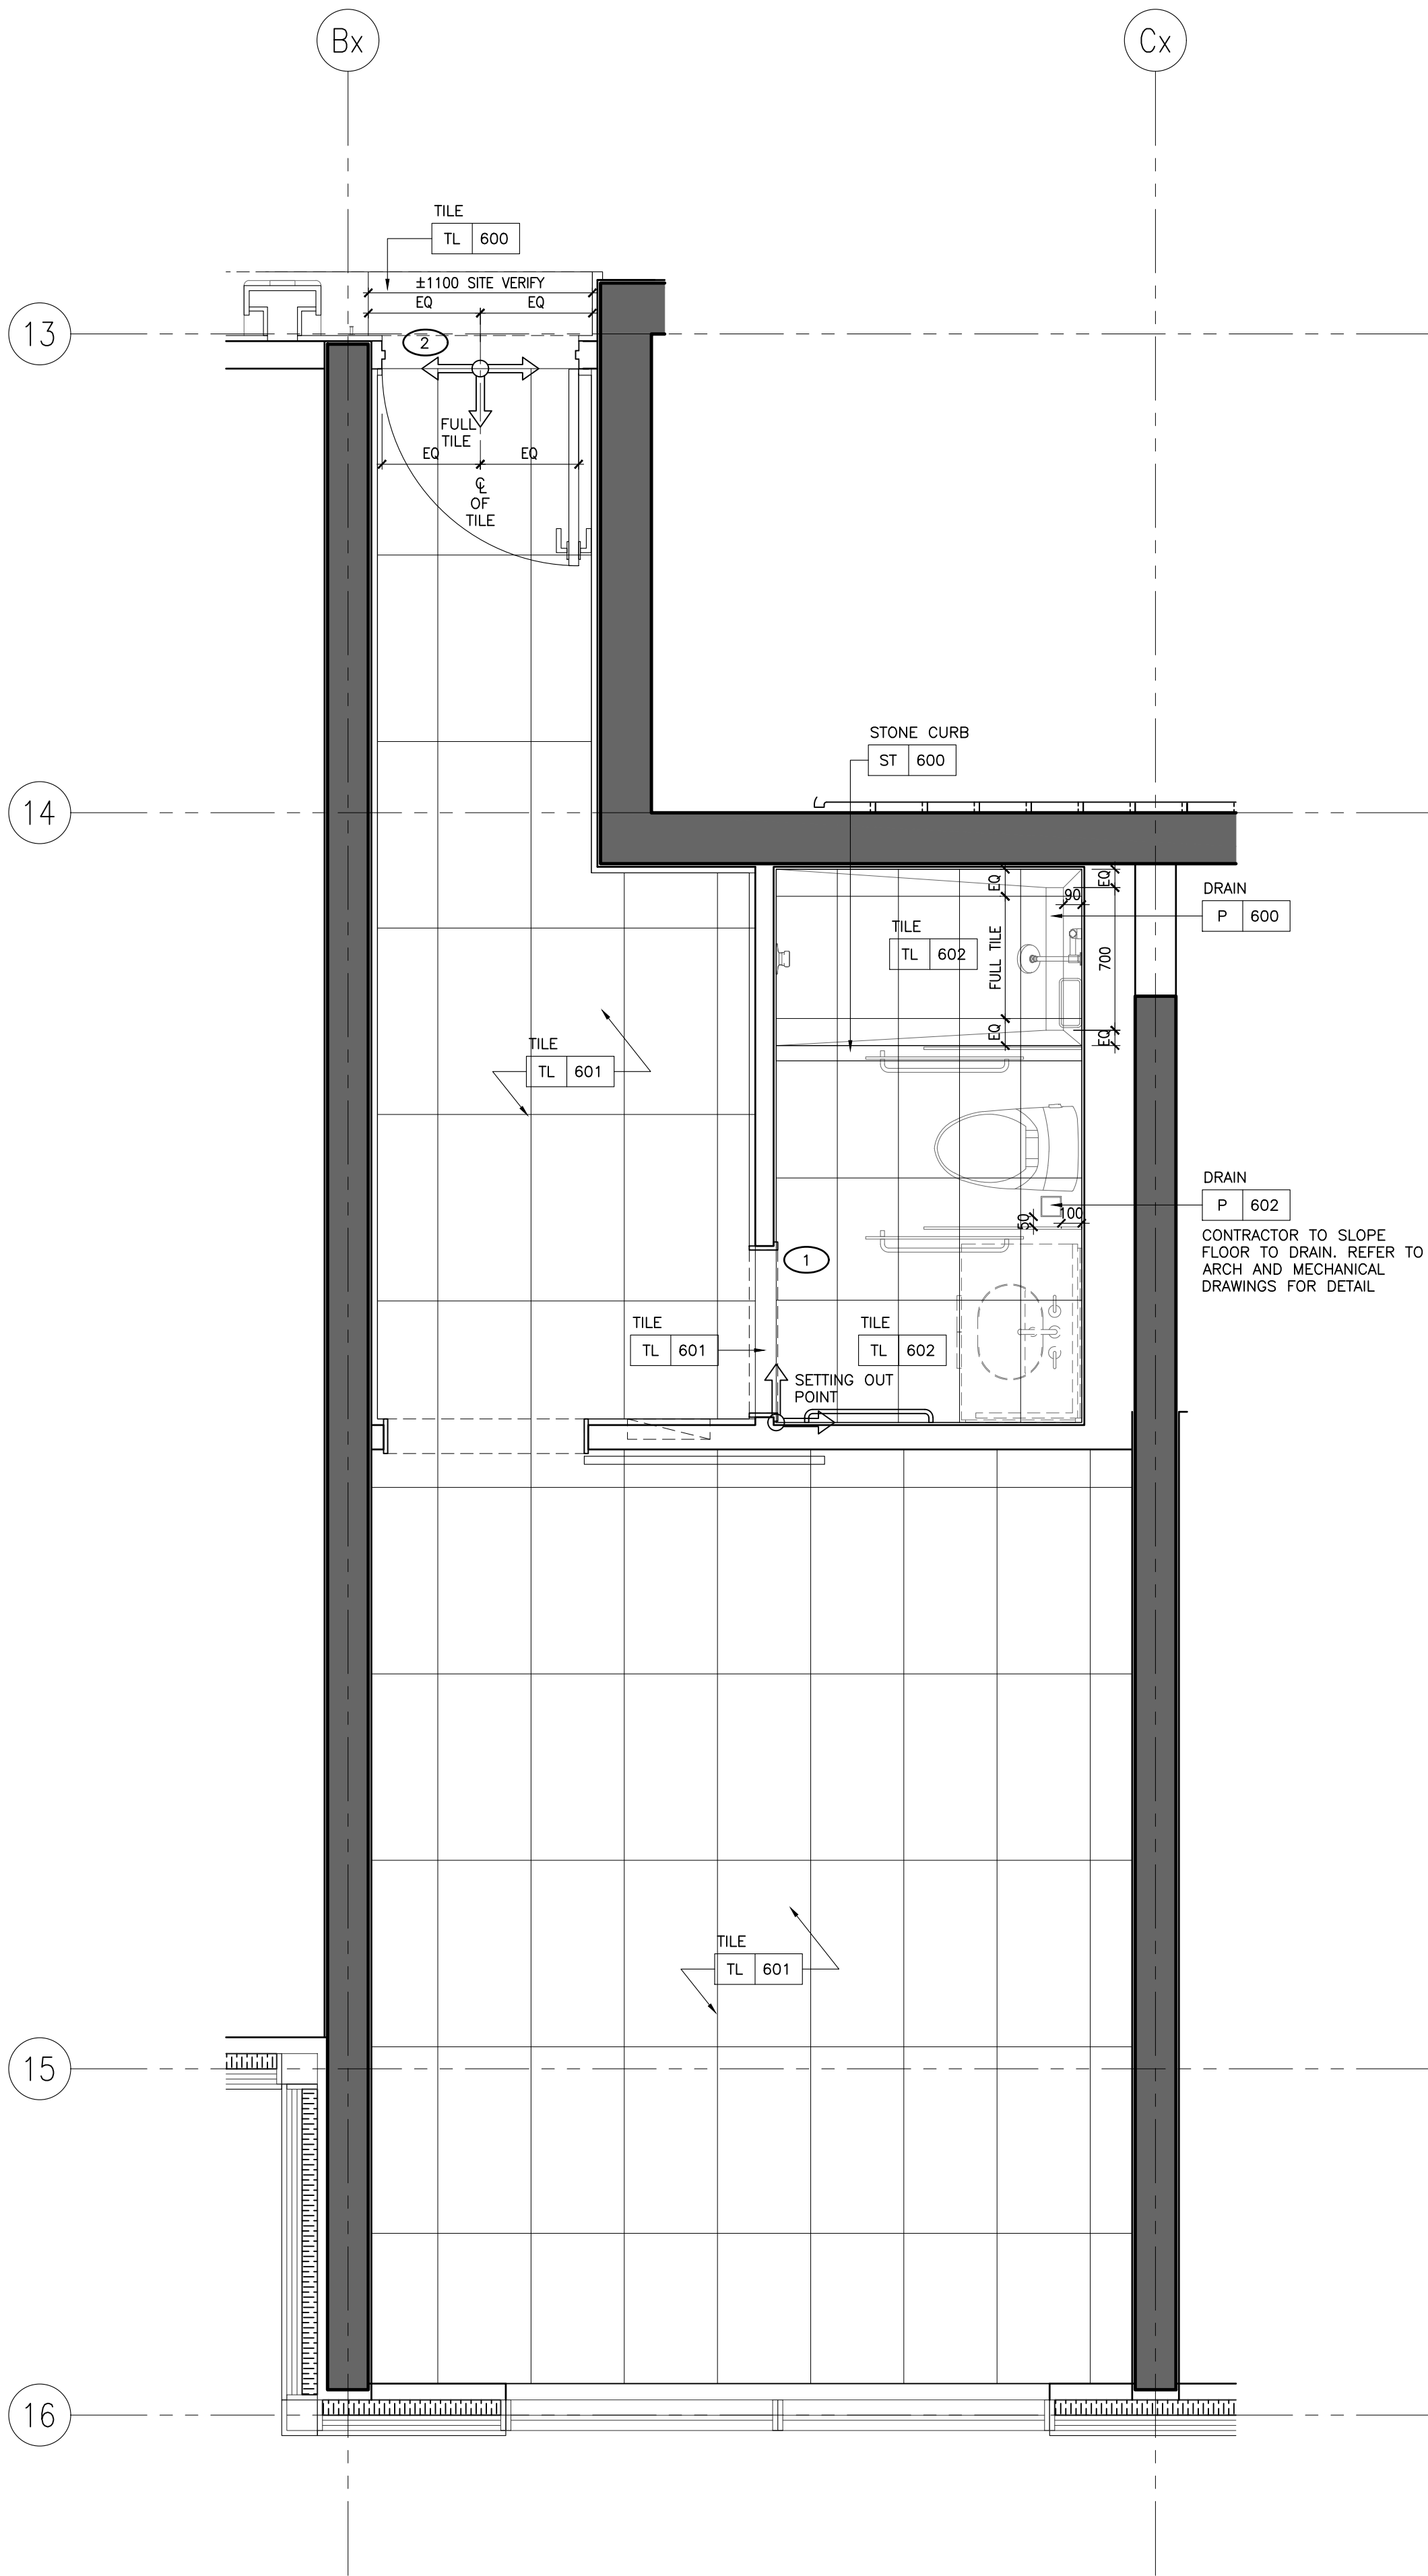 Bx
Cx
TILE
TL 600
±1100 SITE VERIFY
EQ EQ
13
2
FULL
TILE
EQ EQ
℄
OF
TILE
STONE CURB
ST 600
14
EQ
EQ
90
DRAIN
P 600
TILE
TL 602
FULL TILE
700
EQ
EQ
TILE
TL 601
DRAIN
P 602
50
100
CONTRACTOR TO SLOPE
FLOOR TO DRAIN. REFER TO
ARCH AND MECHANICAL
DRAWINGS FOR DETAIL
1
TILE
TL 601
TILE
TL 602
SETTING OUT
POINT
TILE
TL 601
15
16